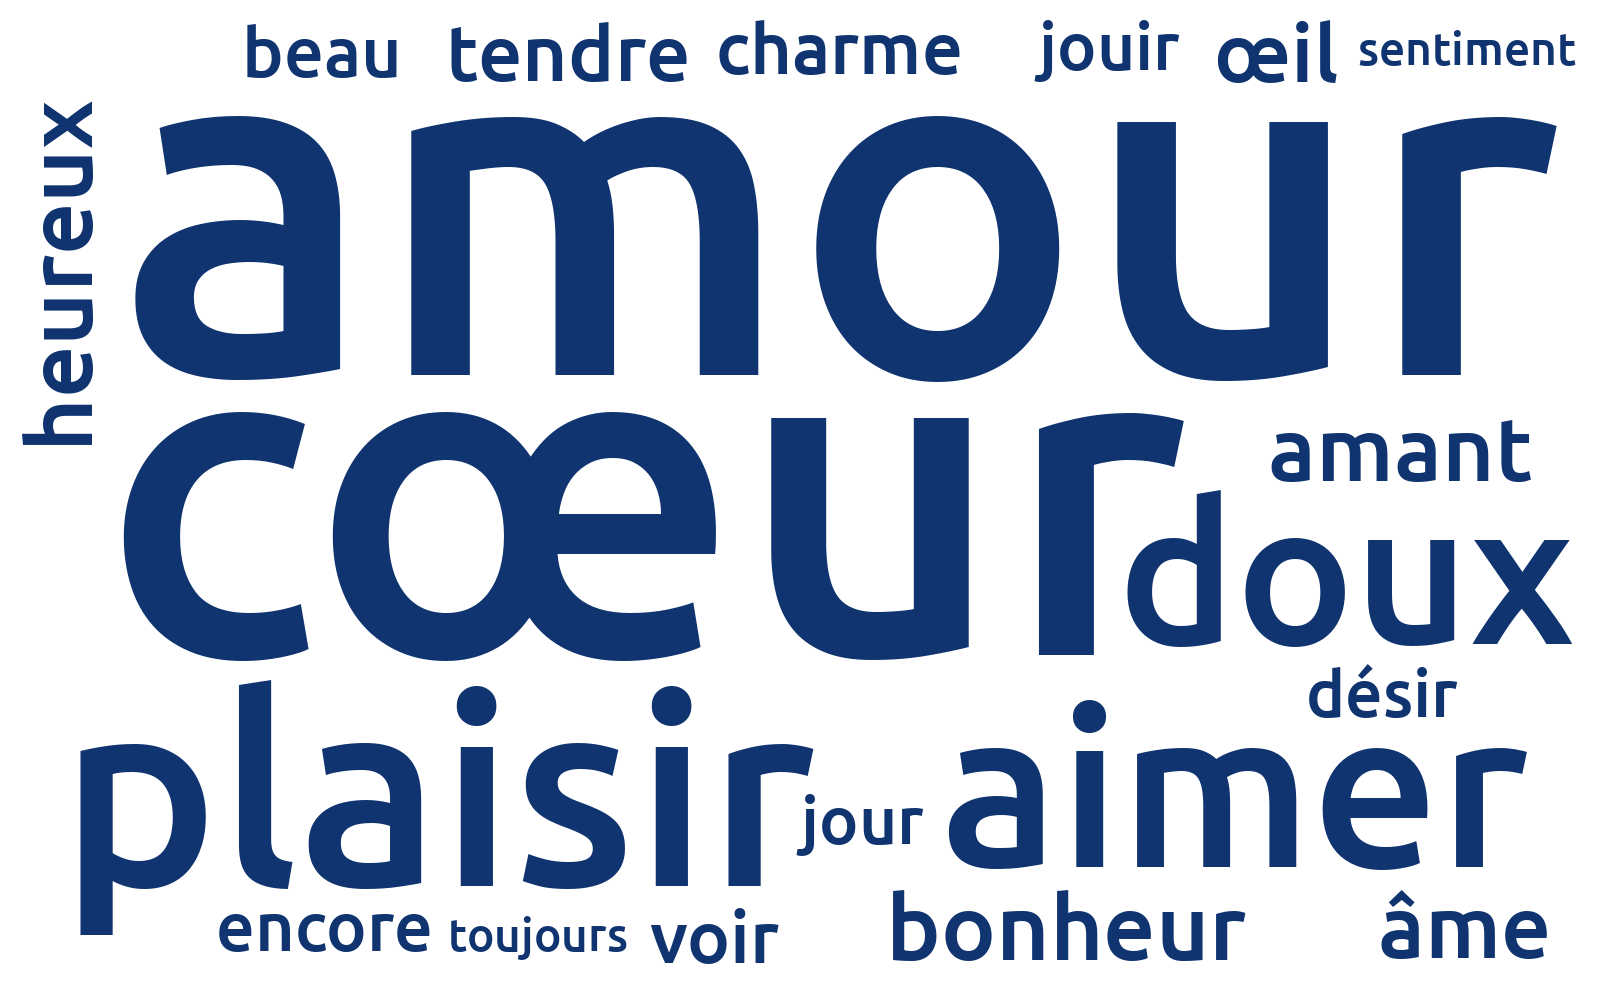 beau tendre charme jouir œil sentiment
heureux
amour
cœur
amant
doux
désir
plaisir
jour
aimer
encore toujours voir bonheur âme